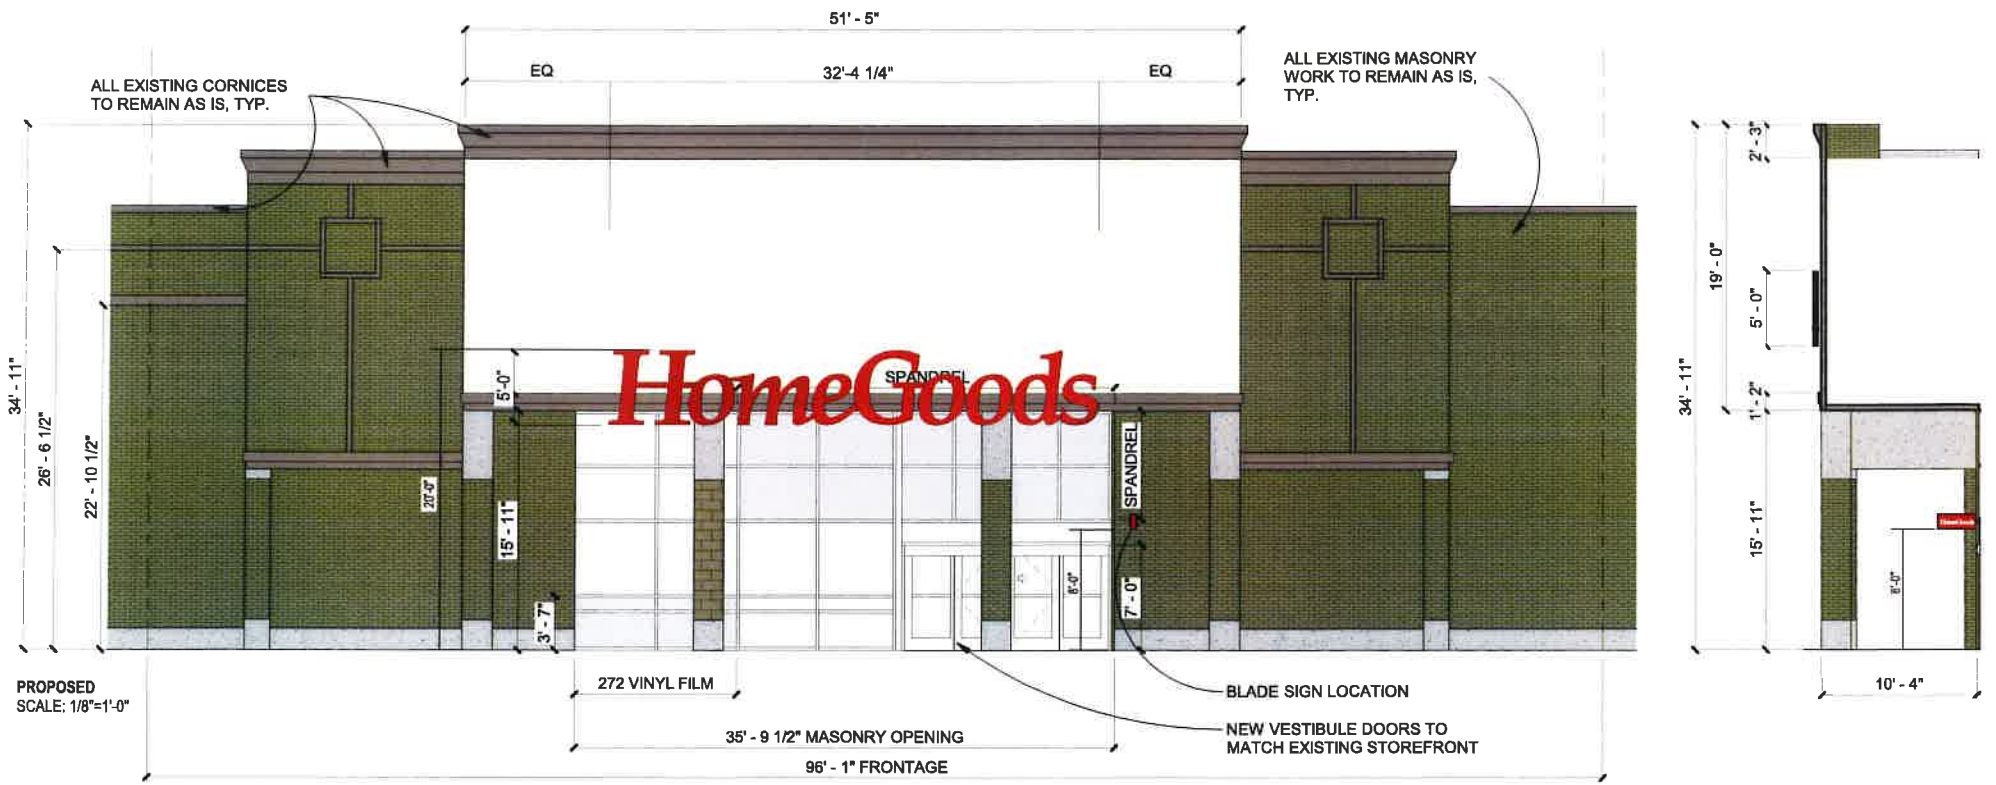 51' - 5"
EQ
32'-4 1/4"
EQ
ALL EXISTING CORNICES
TO REMAIN AS IS, TYP.
ALL EXISTING MASONRY
WORK TO REMAIN AS IS,
TYP.
34' - 11"
26' - 6 1/2"
22' - 10 1/2"
5'-0"
20'-0"
15' - 11"
3' - 7"
HomeGoods
SPANDREL
SPANDREL
8'-0"
7' - 0"
34' - 11"
19' - 0"
2' - 3"
5' - 0"
1' - 2"
15' - 11"
HomeGoods
8'-0"
10' - 4"
PROPOSED
SCALE: 1/8"=1'-0"
272 VINYL FILM
BLADE SIGN LOCATION
NEW VESTIBULE DOORS TO
MATCH EXISTING STOREFRONT
35' - 9 1/2" MASONRY OPENING
96' - 1" FRONTAGE